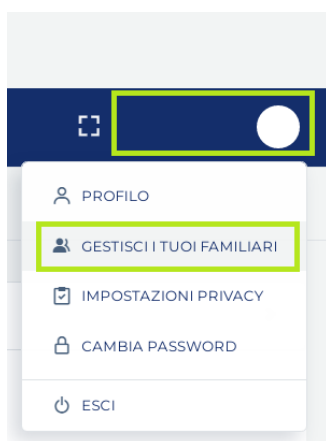 PROFILO
GESTISCI I TUOI FAMILIARI
IMPOSTAZIONI PRIVACY
CAMBIA PASSWORD
ESCI